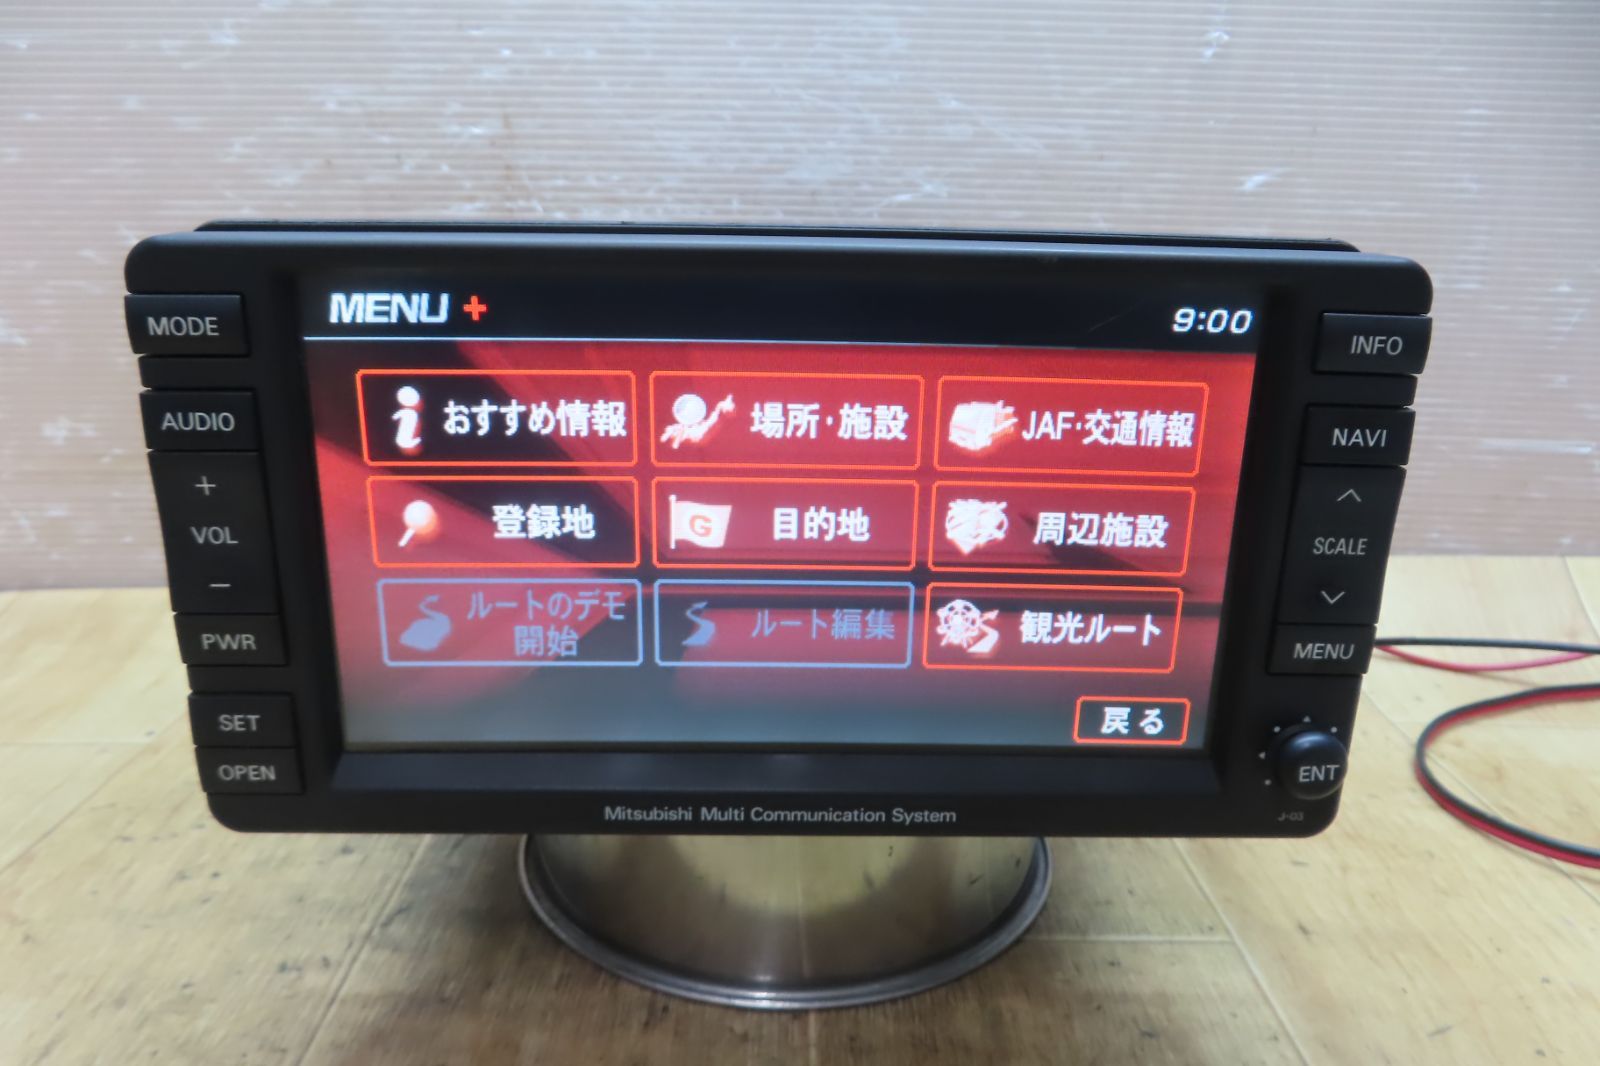 MENU +
9:00
MODE
AUDIO
+
VOL
−
PWR
SET
OPEN
おすすめ情報
場所・施設
JAF・交通情報
登録地
G
目的地
周辺施設
ルートのデモ
開始
ルート編集
観光ルート
戻る
INFO
NAVI
SCALE
MENU
ENT
J-03
Mitsubishi Multi Communication System